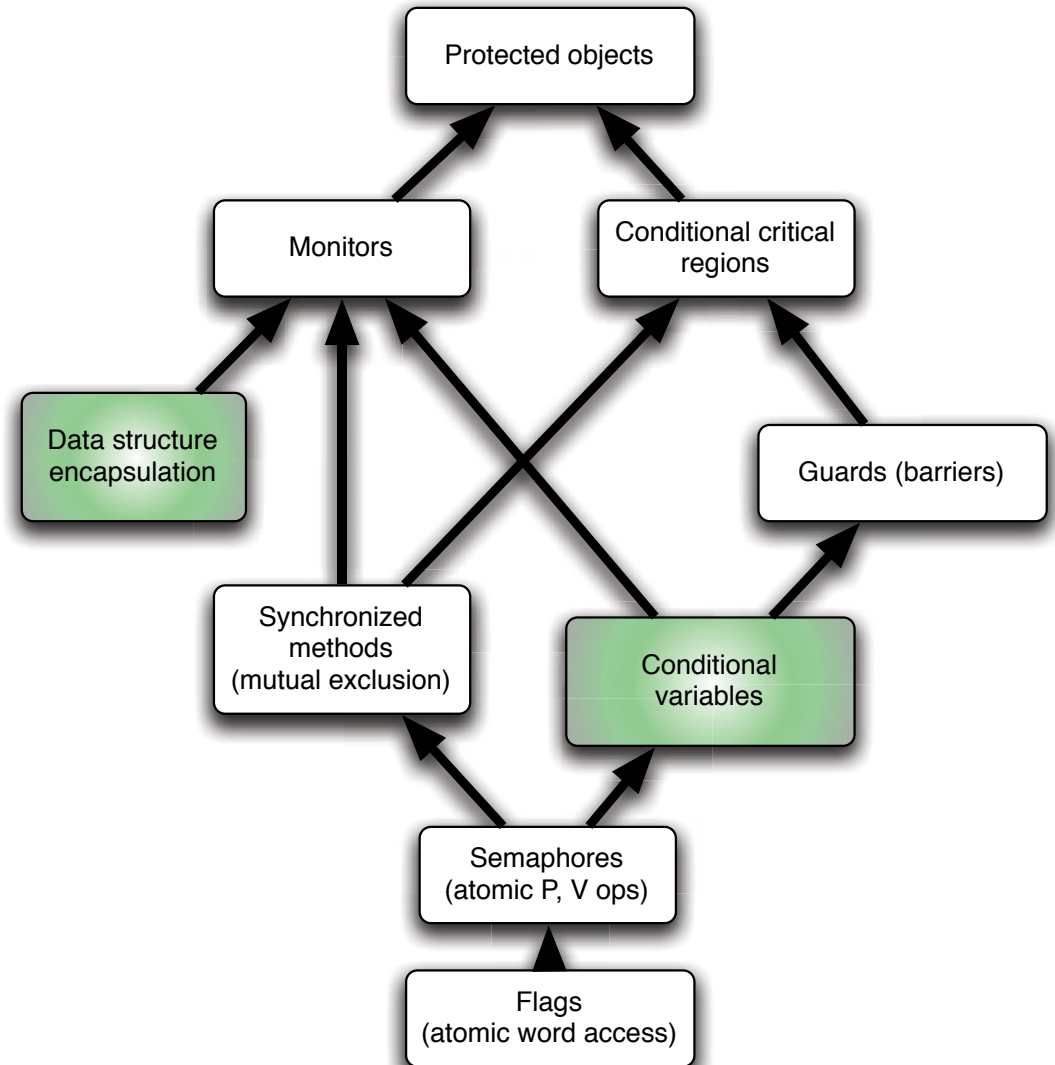 Protected objects
Monitors
Conditional critical
regions
Data structure
encapsulation
Guards (barriers)
Synchronized
methods
(mutual exclusion)
Conditional
variables
Semaphores
(atomic P, V ops)
Flags
(atomic word access)